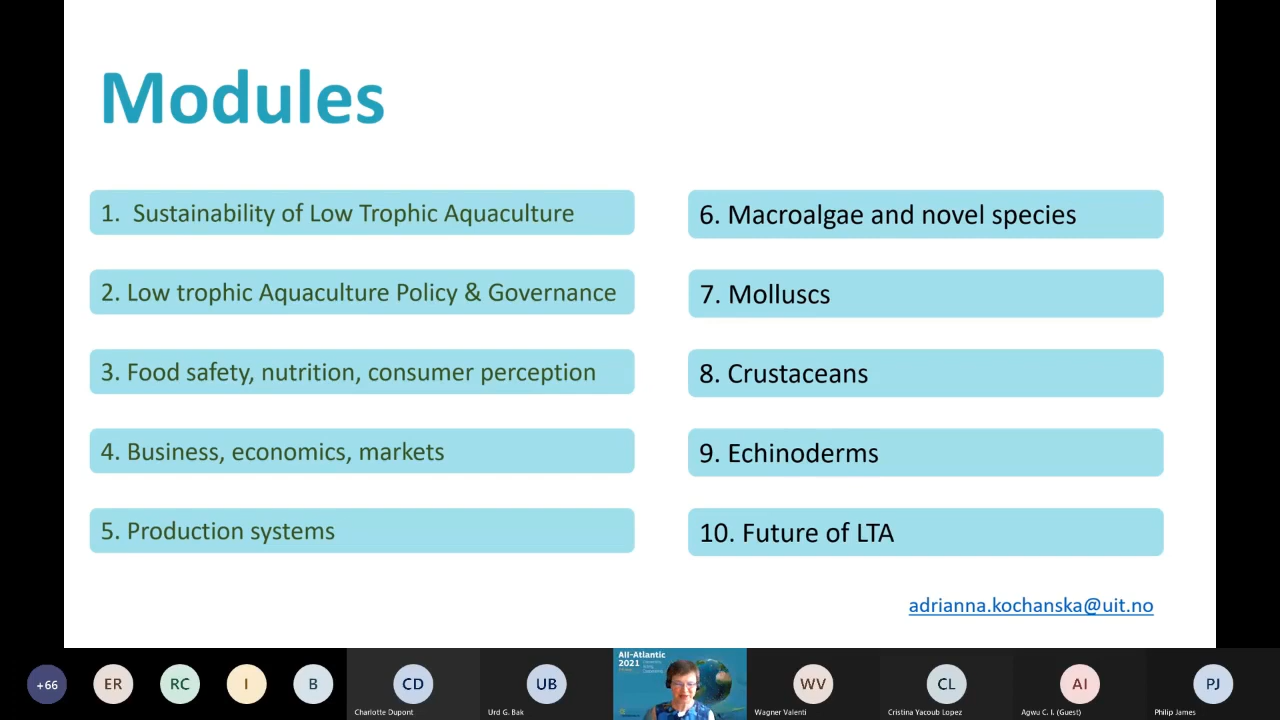 Modules
1. Sustainability of Low Trophic Aquaculture
2. Low trophic Aquaculture Policy & Governance
3. Food safety, nutrition, consumer perception
4. Business, economics, markets
5. Production systems
6. Macroalgae and novel species
7. Molluscs
8. Crustaceans
9. Echinoderms
10. Future of LTA
adrianna.kochanska@uit.no
+66
ER
RC
I
B
CD
Charlotte Dupont
UB
Urd G. Bak
All-Atlantic
2021
WV
Wagner Valenti
CL
Cristina Yacoub Lopez
AI
Agwu C. I. (Guest)
PJ
Philip James